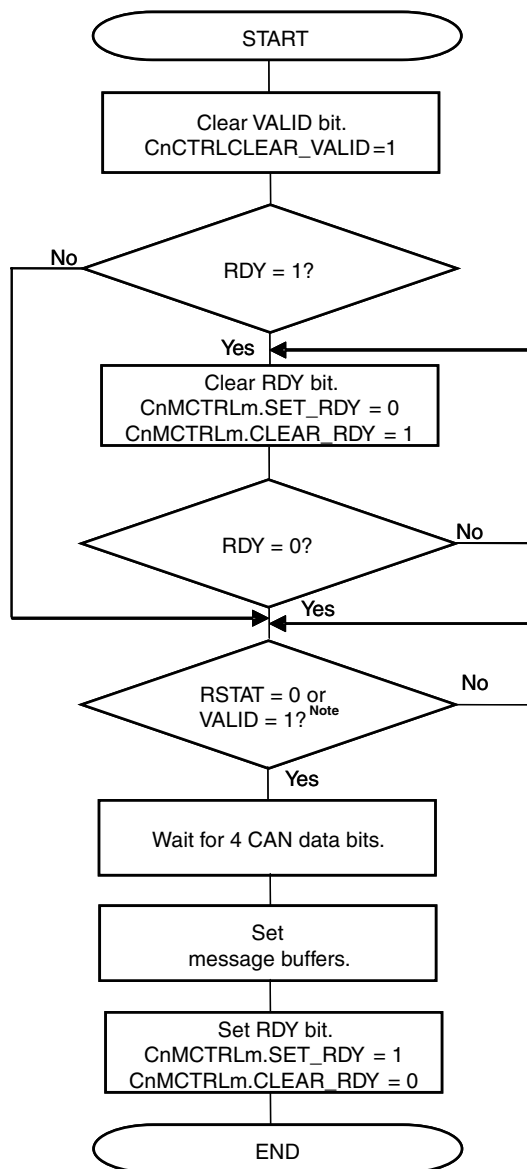 START
Clear VALID bit.
CnCTRLCLEAR_VALID=1
No
RDY = 1?
Yes
Clear RDY bit.
CnMCTRLm.SET_RDY = 0
CnMCTRLm.CLEAR_RDY = 1
No
RDY = 0?
Yes
RSTAT = 0 or
VALID = 1? Note
No
Yes
Wait for 4 CAN data bits.
Set
message buffers.
Set RDY bit.
CnMCTRLm.SET_RDY = 1
CnMCTRLm.CLEAR_RDY = 0
END